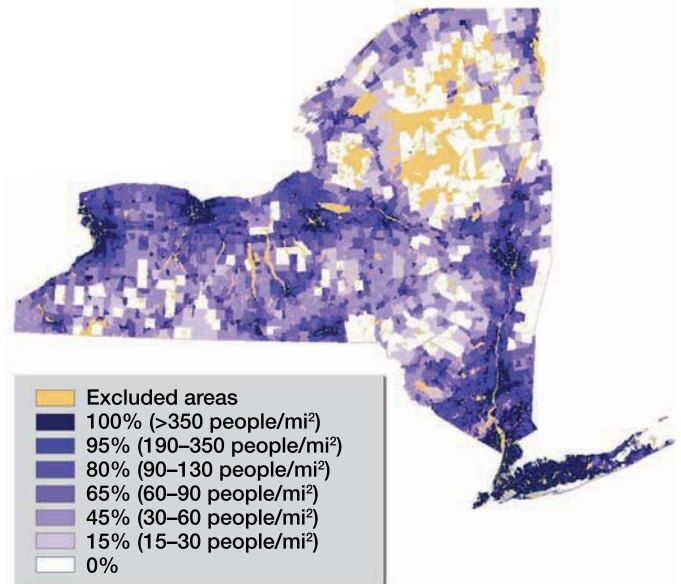 Excluded areas
100% (>350 people/mi²)
95% (190–350 people/mi²)
80% (90–130 people/mi²)
65% (60–90 people/mi²)
45% (30–60 people/mi²)
15% (15–30 people/mi²)
0%